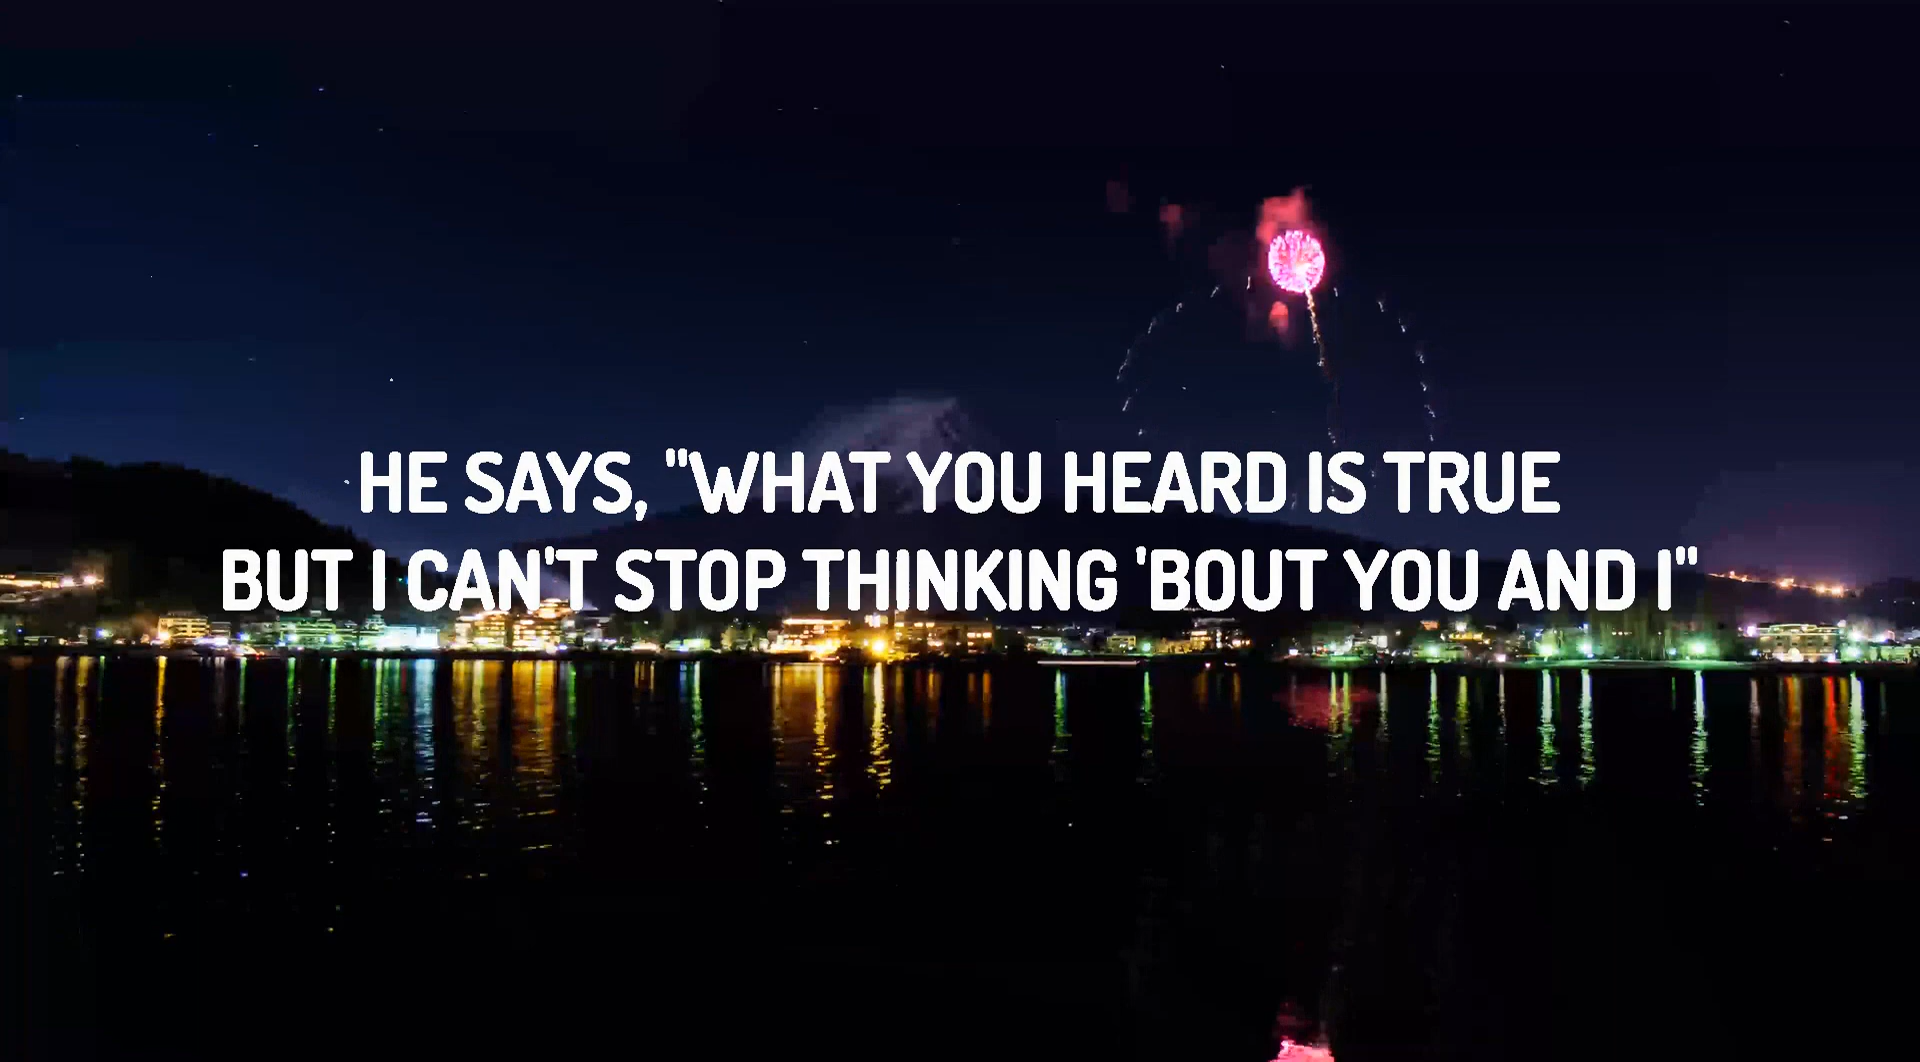 HE SAYS, "WHAT YOU HEARD IS TRUE
BUT I CAN'T STOP THINKING 'BOUT YOU AND I"